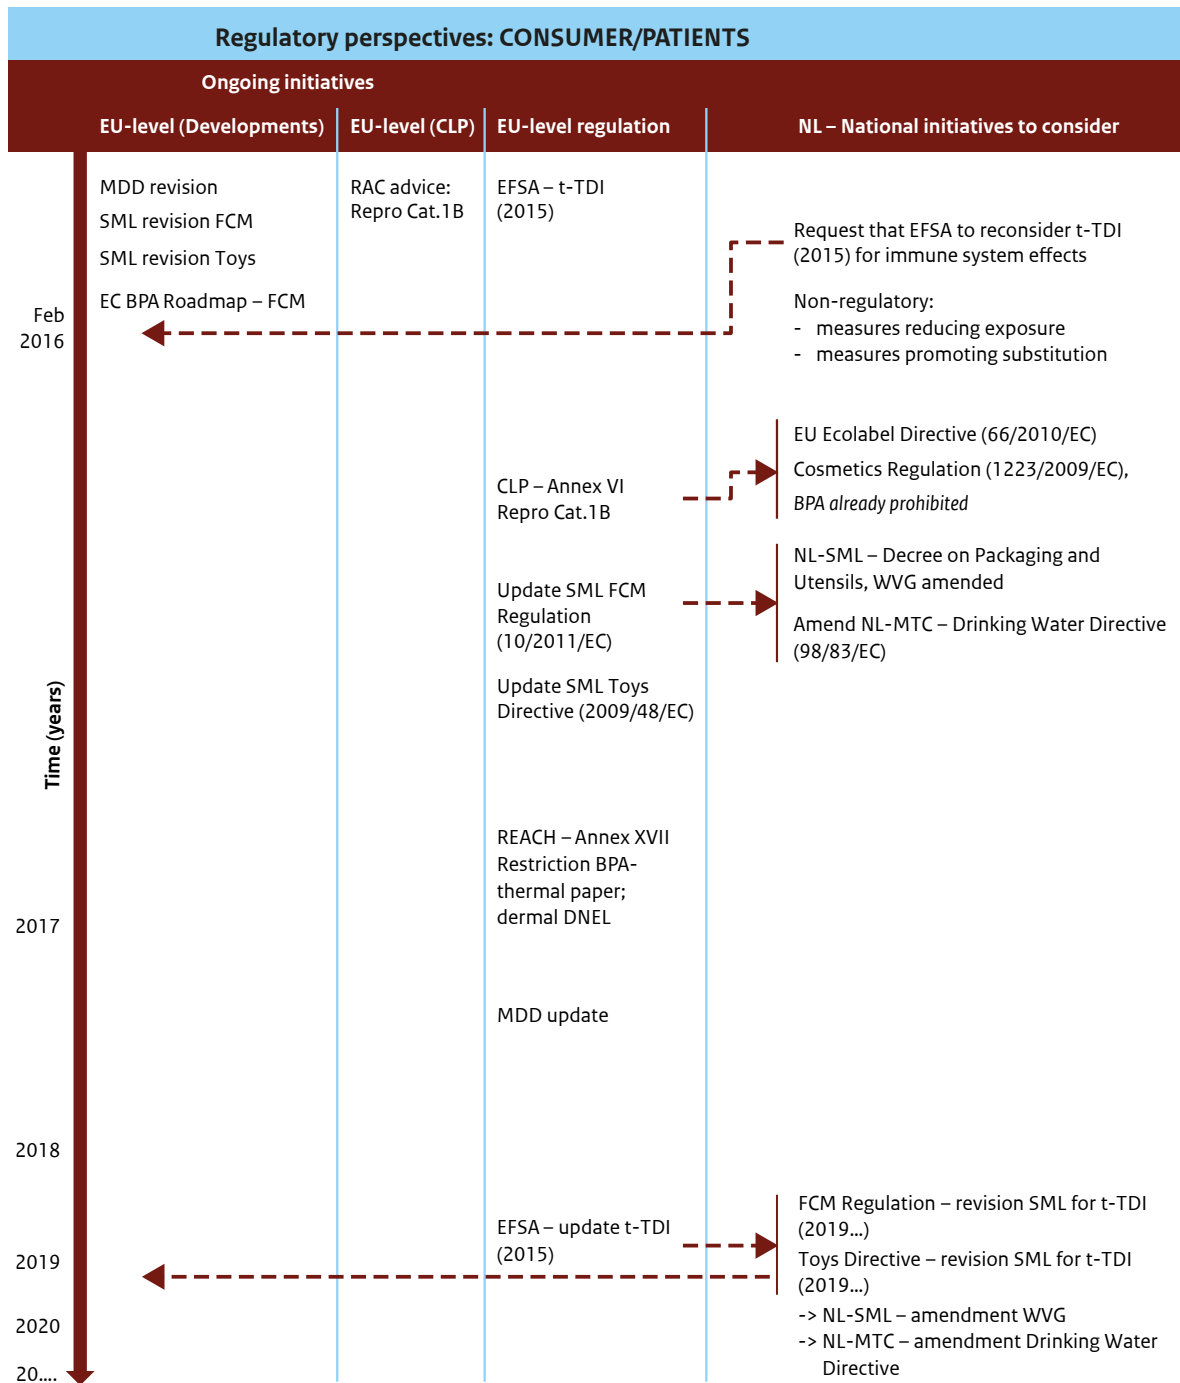 Regulatory perspectives: CONSUMER/PATIENTS
Ongoing initiatives
EU-level (Developments)
EU-level (CLP)
EU-level regulation
NL – National initiatives to consider
MDD revision
SML revision FCM
SML revision Toys
EC BPA Roadmap – FCM
RAC advice:
Repro Cat.1B
EFSA – t-TDI
(2015)
Request that EFSA to reconsider t-TDI
(2015) for immune system effects
Non-regulatory:
- measures reducing exposure
- measures promoting substitution
Feb
2016
CLP – Annex VI
Repro Cat.1B
EU Ecolabel Directive (66/2010/EC)
Cosmetics Regulation (1223/2009/EC),
BPA already prohibited
Update SML FCM
Regulation
(10/2011/EC)
NL-SML – Decree on Packaging and
Utensils, WVG amended
Amend NL-MTC – Drinking Water Directive
(98/83/EC)
Update SML Toys
Directive (2009/48/EC)
Time (years)
REACH – Annex XVII
Restriction BPA-
thermal paper;
dermal DNEL
2017
MDD update
2018
EFSA – update t-TDI
(2015)
FCM Regulation – revision SML for t-TDI
(2019...)
Toys Directive – revision SML for t-TDI
(2019...)
-> NL-SML – amendment WVG
-> NL-MTC – amendment Drinking Water
Directive
2019
2020
20....